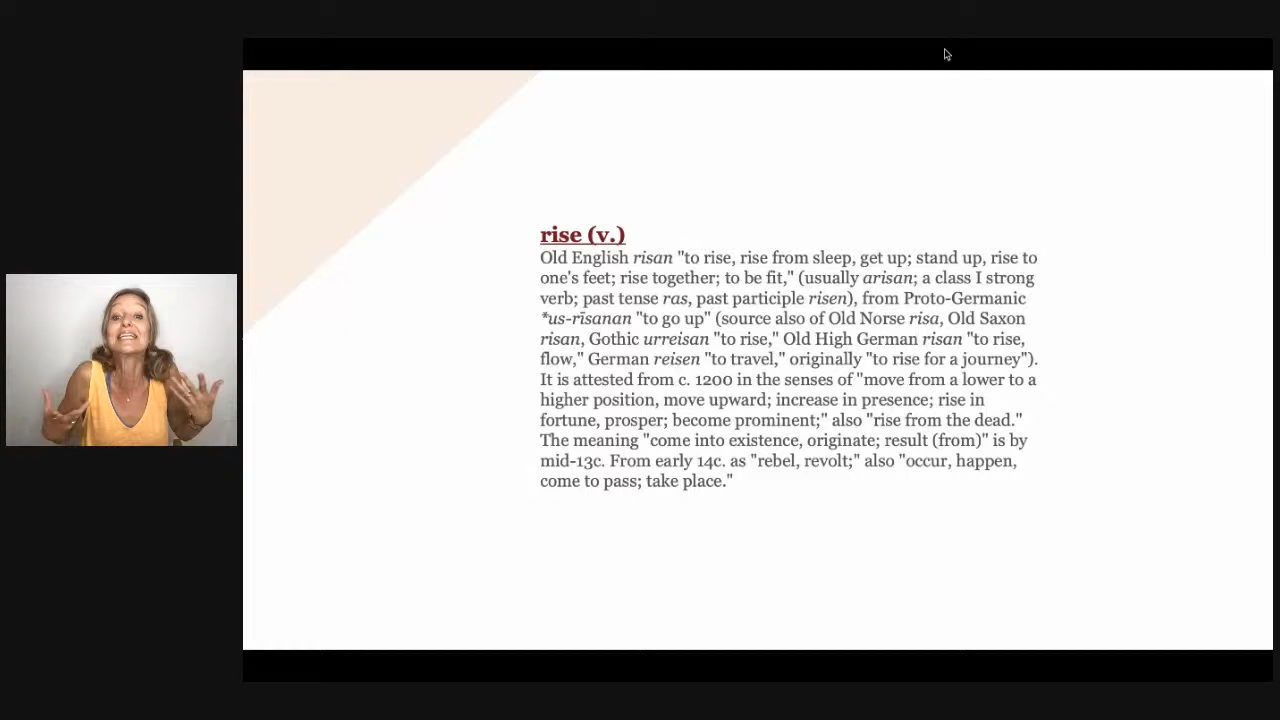 rise (v.)
Old English risan "to rise, rise from sleep, get up; stand up, rise to
one's feet; rise together; to be fit," (usually arisan; a class I strong
verb; past tense ras, past participle risen), from Proto-Germanic
*us-rīsanan "to go up" (source also of Old Norse risa, Old Saxon
risan, Gothic urreisan "to rise," Old High German risan "to rise,
flow," German reisen "to travel," originally "to rise for a journey").
It is attested from c. 1200 in the senses of "move from a lower to a
higher position, move upward; increase in presence; rise in
fortune, prosper; become prominent;" also "rise from the dead."
The meaning "come into existence, originate; result (from)" is by
mid-13c. From early 14c. as "rebel, revolt;" also "occur, happen,
come to pass; take place."